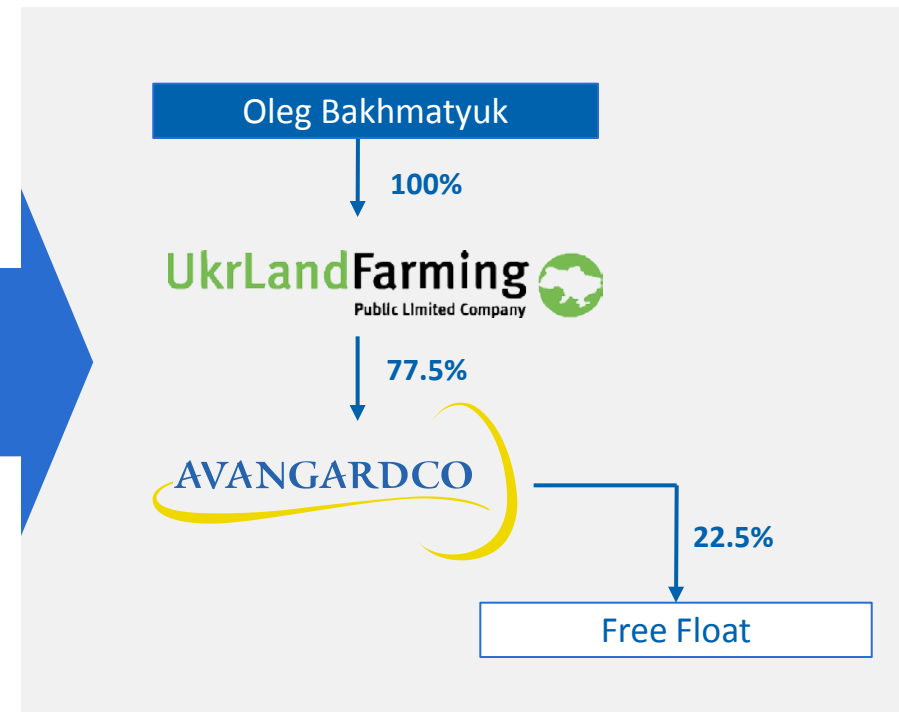 Oleg Bakhmatyuk
100%
UkrLandFarming
Public Limited Company
77.5%
AVANGARDCO
22.5%
Free Float